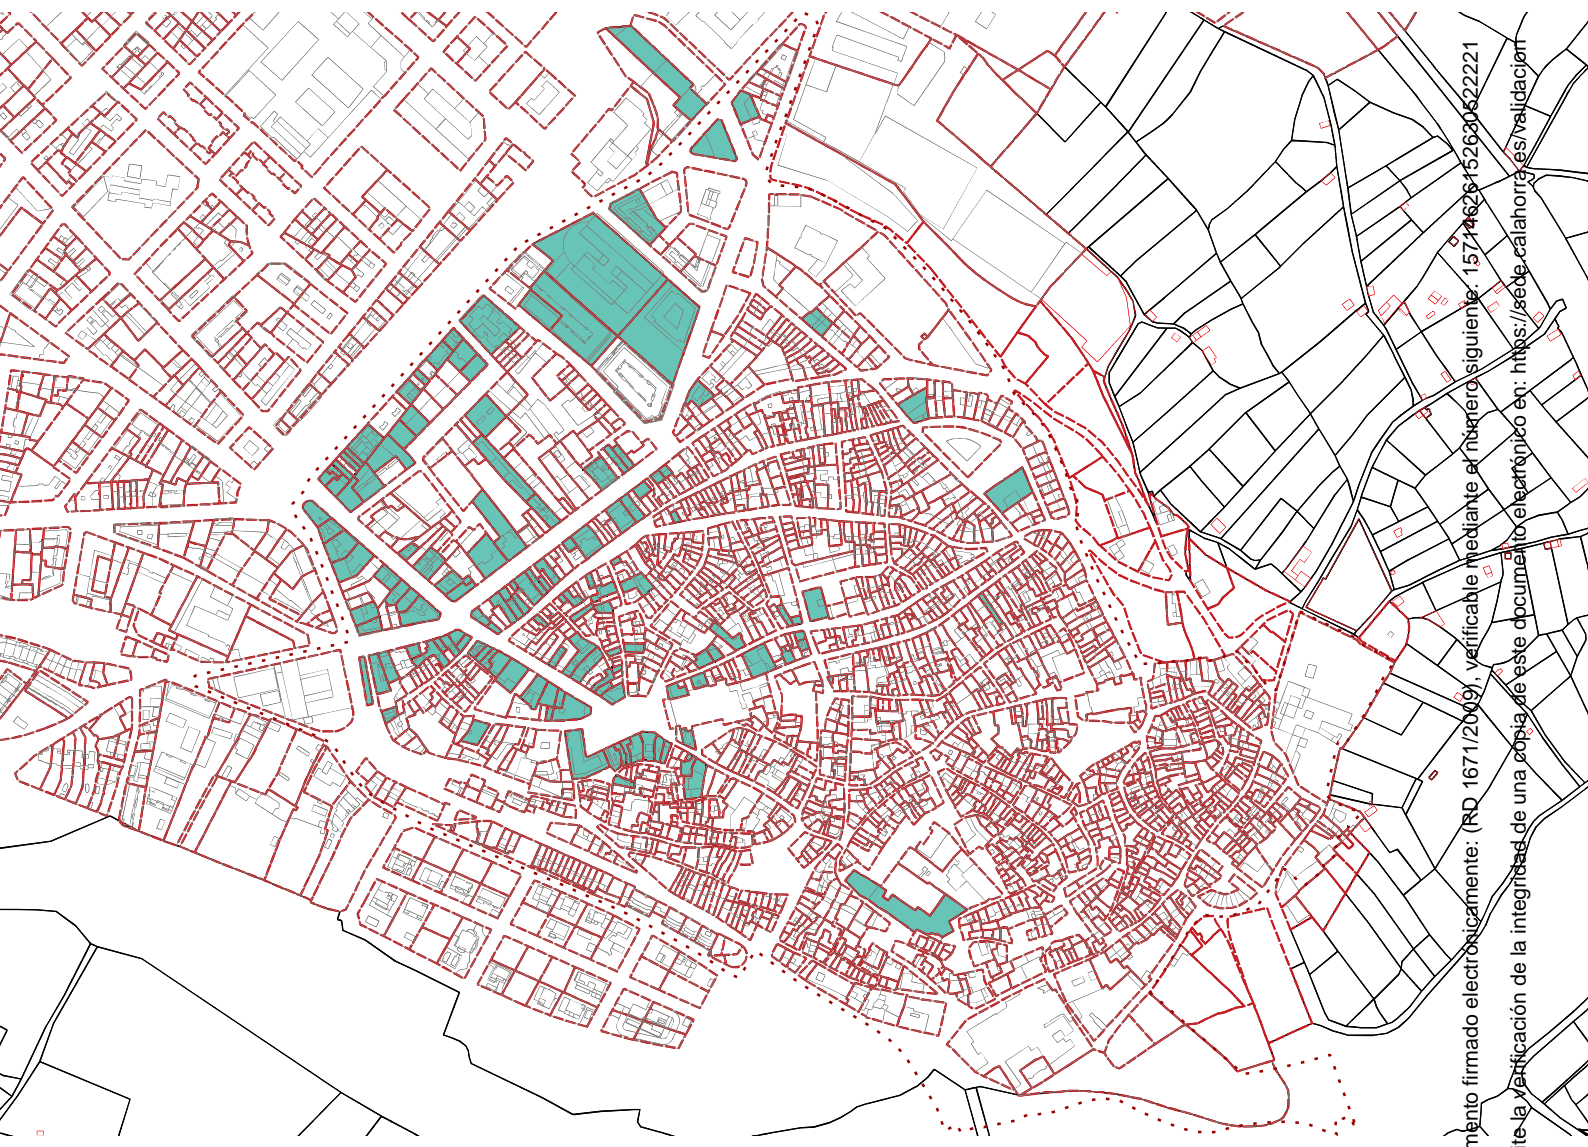 mento firmado electrónicamente: (RD 1671/2009), verificable mediante el número siguiente: 15714626152630522221
te la verificación de la integridad de una copia de este documento electrónico en: https://sede.calahorra.es/validacion